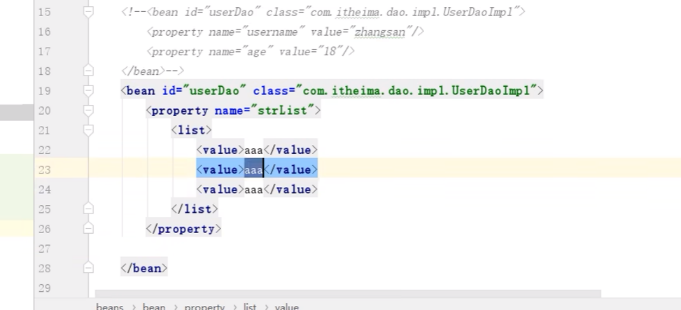 15 <!--<bean id="userDao" class="com.itheima.dao.impl.UserDaoImpl">
16 <property name="username" value="zhangsan"/>
17 <property name="age" value="18"/>
18 </bean>-->
19 <bean id="userDao" class="com.itheima.dao.impl.UserDaoImpl">
20 <property name="strList">
21 <list>
22 <value>aaa</value>
23 <value>aaa</value>
24 <value>aaa</value>
25 </list>
26 </property>
27
28 </bean>
29
beans > bean > property > list > value